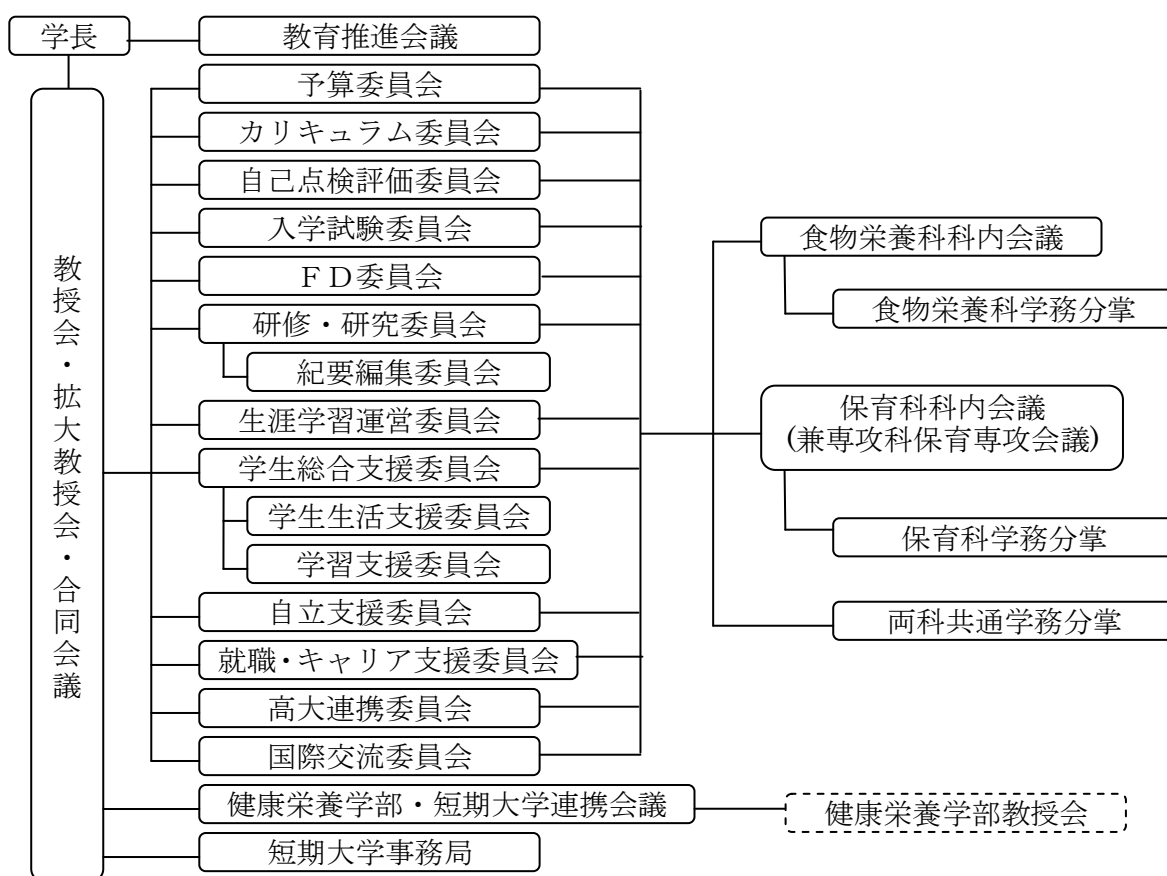 学長
教育推進会議
教授会・拡大教授会・合同会議
予算委員会
カリキュラム委員会
自己点検評価委員会
入学試験委員会
ＦＤ委員会
研修・研究委員会
紀要編集委員会
生涯学習運営委員会
学生総合支援委員会
学生生活支援委員会
学習支援委員会
自立支援委員会
就職・キャリア支援委員会
高大連携委員会
国際交流委員会
健康栄養学部・短期大学連携会議
短期大学事務局
食物栄養科科内会議
食物栄養科学務分掌
保育科科内会議
(兼専攻科保育専攻会議)
保育科学務分掌
両科共通学務分掌
健康栄養学部教授会